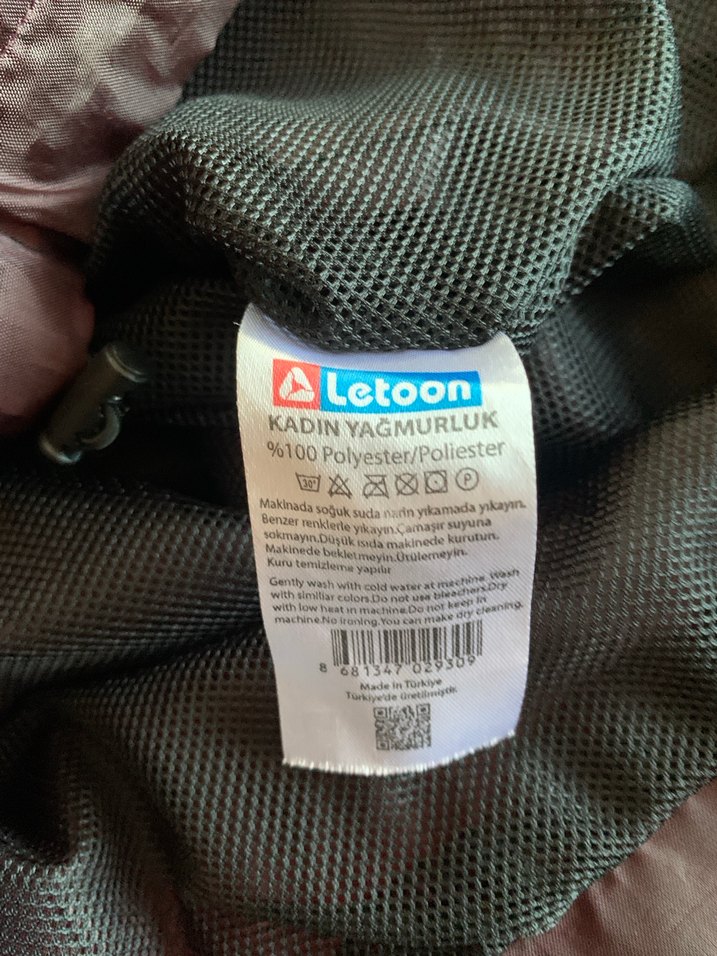 Letoon
KADIN YAĞMURLUK
%100 Polyester/Poliester
30°
P
Makinada soğuk suda narin yıkamada yıkayın.
Benzer renklerle yıkayın.Çamaşır suyuna
sokmayın.Düşük ısıda makinede kurutun.
Makinede bekletmeyin.Ütülemeyin.
Kuru temizleme yapılır
Gently wash with cold water at machine. Wash
with similiar colors.Do not use bleachers.Dry
with low heat in machine.Do not keep in
machine.No ironing.You can make dry cleaning.
8 681347 029309
Made In Türkiye
Türkiye'de üretilmiştir.